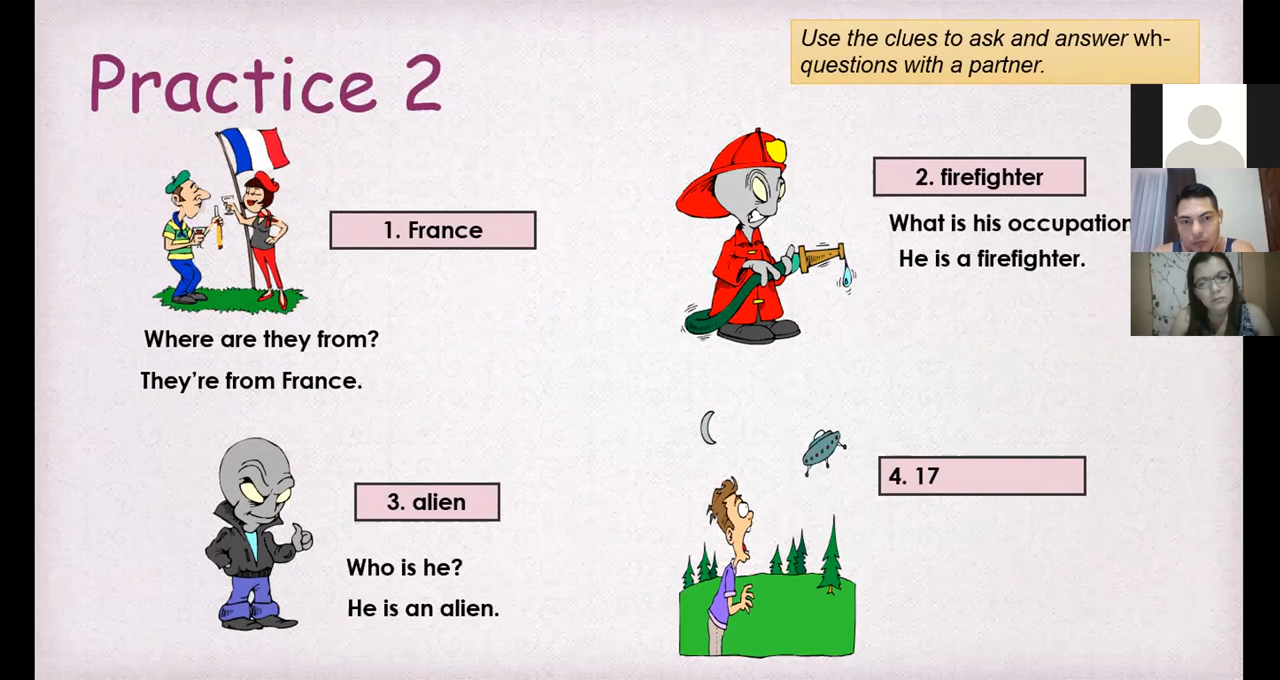 Practice 2
Use the clues to ask and answer wh-
questions with a partner.
1. France
Where are they from?
They're from France.
2. firefighter
What is his occupation
He is a firefighter.
3. alien
Who is he?
He is an alien.
4. 17